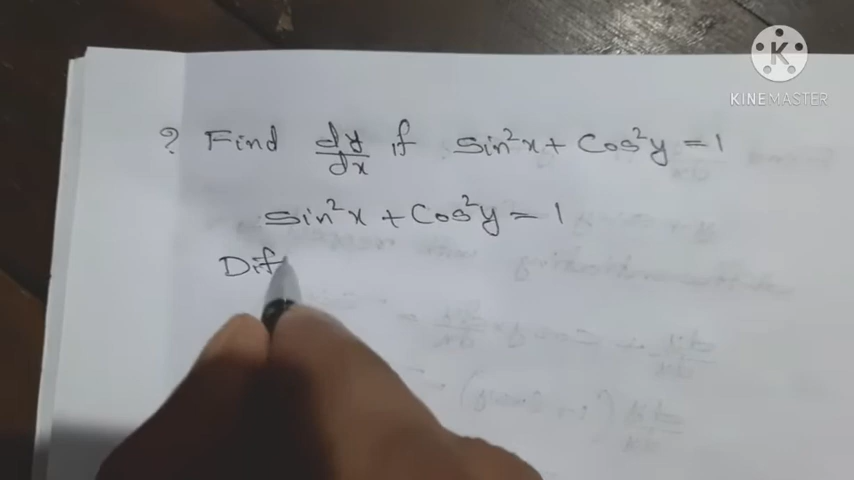 KINEMASTER
? Find dy/dx if sin²x + Cos²y = 1
sin²x + Cos²y = 1
Dif